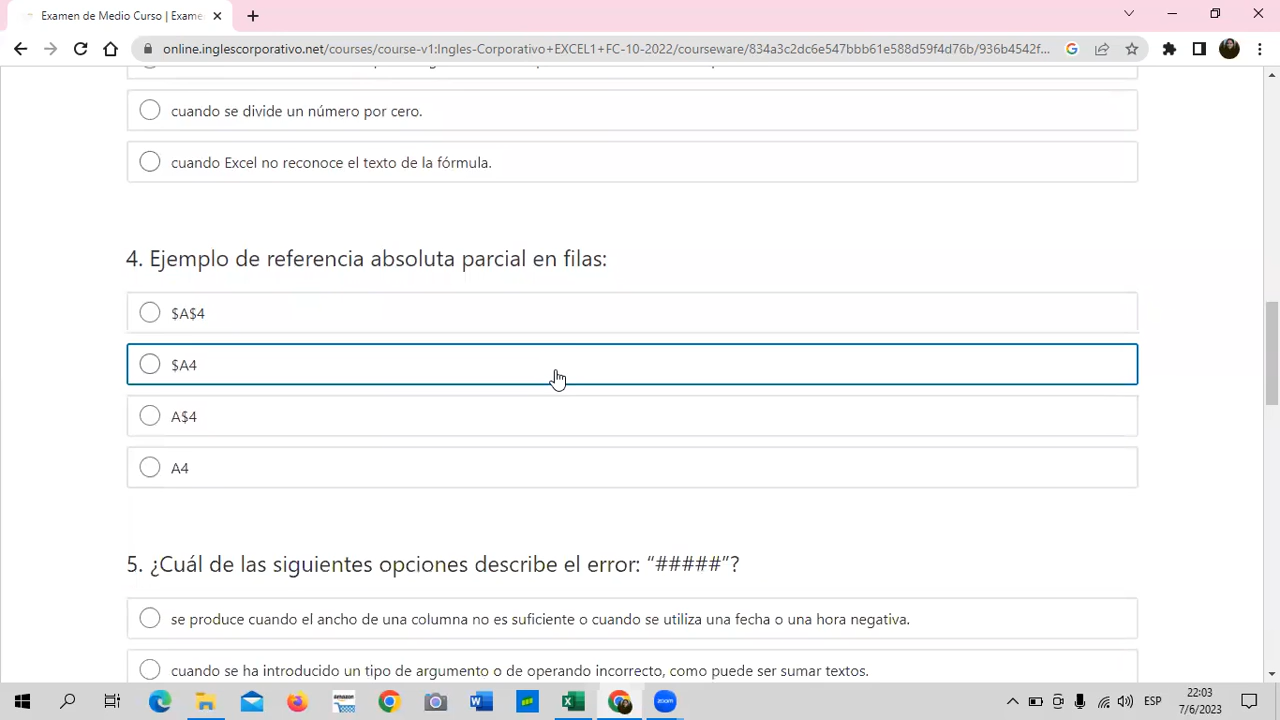 Examen de Medio Curso | Exame
online.inglescorporativo.net/courses/course-v1:Ingles-Corporativo+EXCEL1+FC-10-2022/courseware/834a3c2dc6e547bbb61e588d59f4d76b/936b4542f...
cuando se divide un número por cero.
cuando Excel no reconoce el texto de la fórmula.
4. Ejemplo de referencia absoluta parcial en filas:
$A$4
$A4
A$4
A4
5. ¿Cuál de las siguientes opciones describe el error: “#####”?
se produce cuando el ancho de una columna no es suficiente o cuando se utiliza una fecha o una hora negativa.
cuando se ha introducido un tipo de argumento o de operando incorrecto, como puede ser sumar textos.
zoom
ESP
22:03
7/6/2023